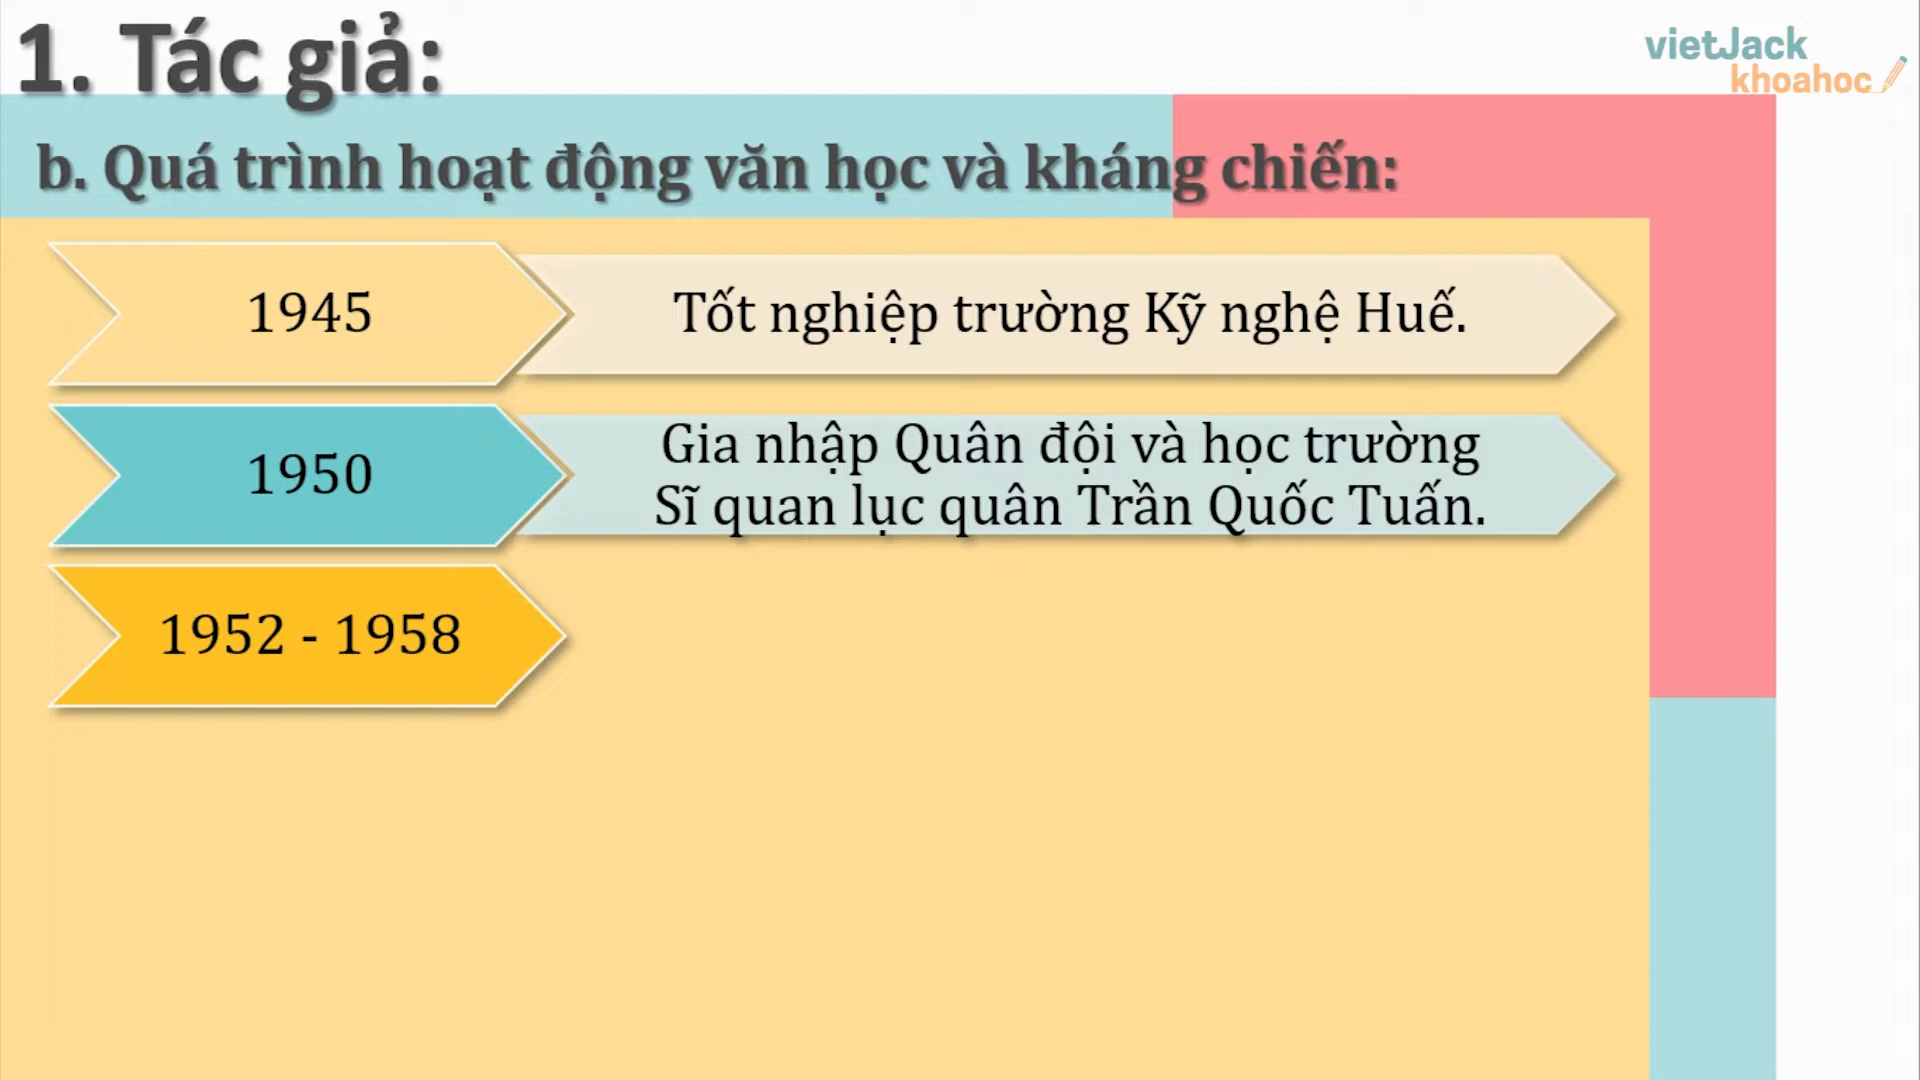 1. Tác giả:
vietJack
khoahoc
b. Quá trình hoạt động văn học và kháng chiến:
1945
Tốt nghiệp trường Kỹ nghệ Huế.
1950
Gia nhập Quân đội và học trường
Sĩ quan lục quân Trần Quốc Tuấn.
1952 - 1958